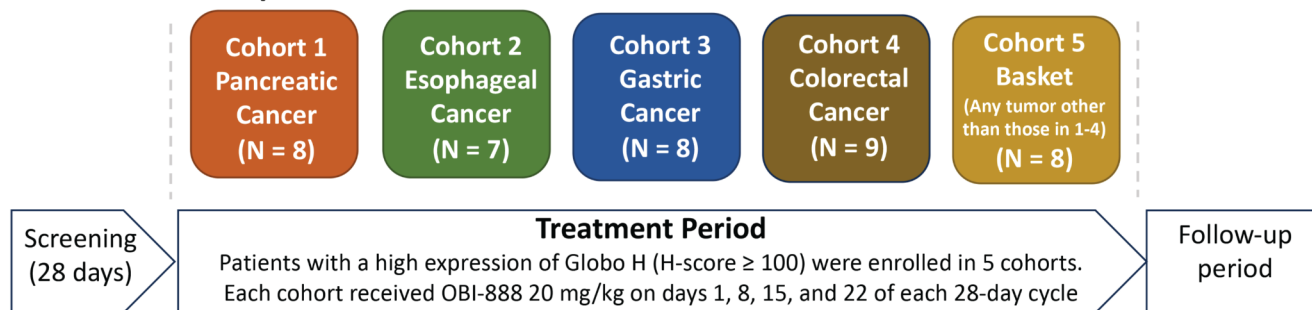 Cohort 1
Pancreatic
Cancer
(N = 8)
Cohort 2
Esophageal
Cancer
(N = 7)
Cohort 3
Gastric
Cancer
(N = 8)
Cohort 4
Colorectal
Cancer
(N = 9)
Cohort 5
Basket
(Any tumor other
than those in 1-4)
(N = 8)
Screening
(28 days)
Treatment Period
Patients with a high expression of Globo H (H-score ≥ 100) were enrolled in 5 cohorts.
Each cohort received OBI-888 20 mg/kg on days 1, 8, 15, and 22 of each 28-day cycle
Follow-up
period